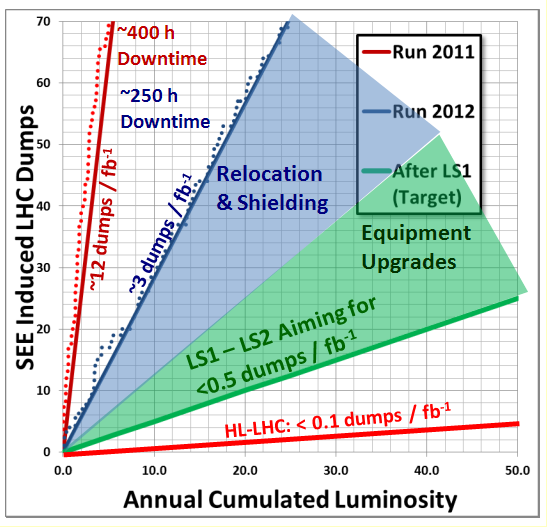 SEE Induced LHC Dumps
70
60
50
40
30
20
10
0
0.0
10.0
20.0
30.0
40.0
50.0
Annual Cumulated Luminosity
~400 h
Downtime
~250 h
Downtime
~12 dumps / fb-1
~3 dumps / fb-1
Relocation
& Shielding
Run 2011
Run 2012
After LS1
(Target)
Equipment
Upgrades
LS1 – LS2 Aiming for
<0.5 dumps / fb-1
HL-LHC: < 0.1 dumps / fb-1